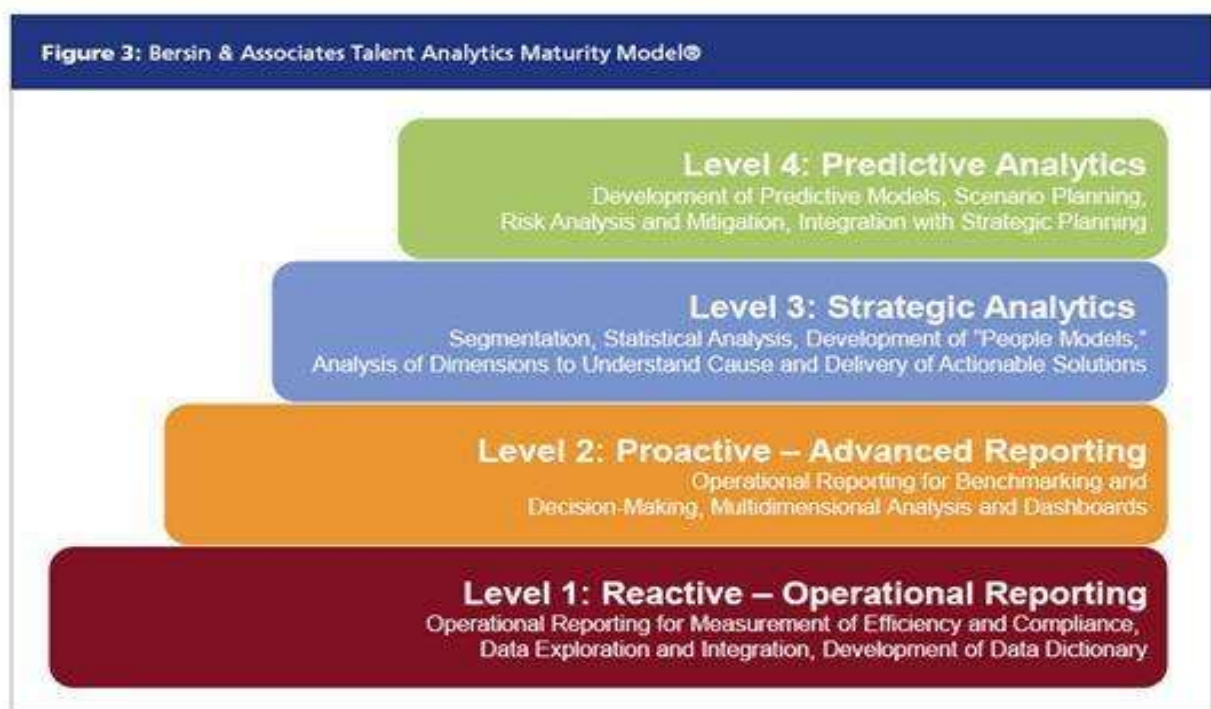 Figure 3: Bersin & Associates Talent Analytics Maturity Model®
Level 4: Predictive Analytics
Development of Predictive Models, Scenario Planning,
Risk Analysis and Mitigation, Integration with Strategic Planning
Level 3: Strategic Analytics
Segmentation, Statistical Analysis, Development of "People Models,"
Analysis of Dimensions to Understand Cause and Delivery of Actionable Solutions
Level 2: Proactive – Advanced Reporting
Operational Reporting for Benchmarking and
Decision-Making, Multidimensional Analysis and Dashboards
Level 1: Reactive – Operational Reporting
Operational Reporting for Measurement of Efficiency and Compliance,
Data Exploration and Integration, Development of Data Dictionary